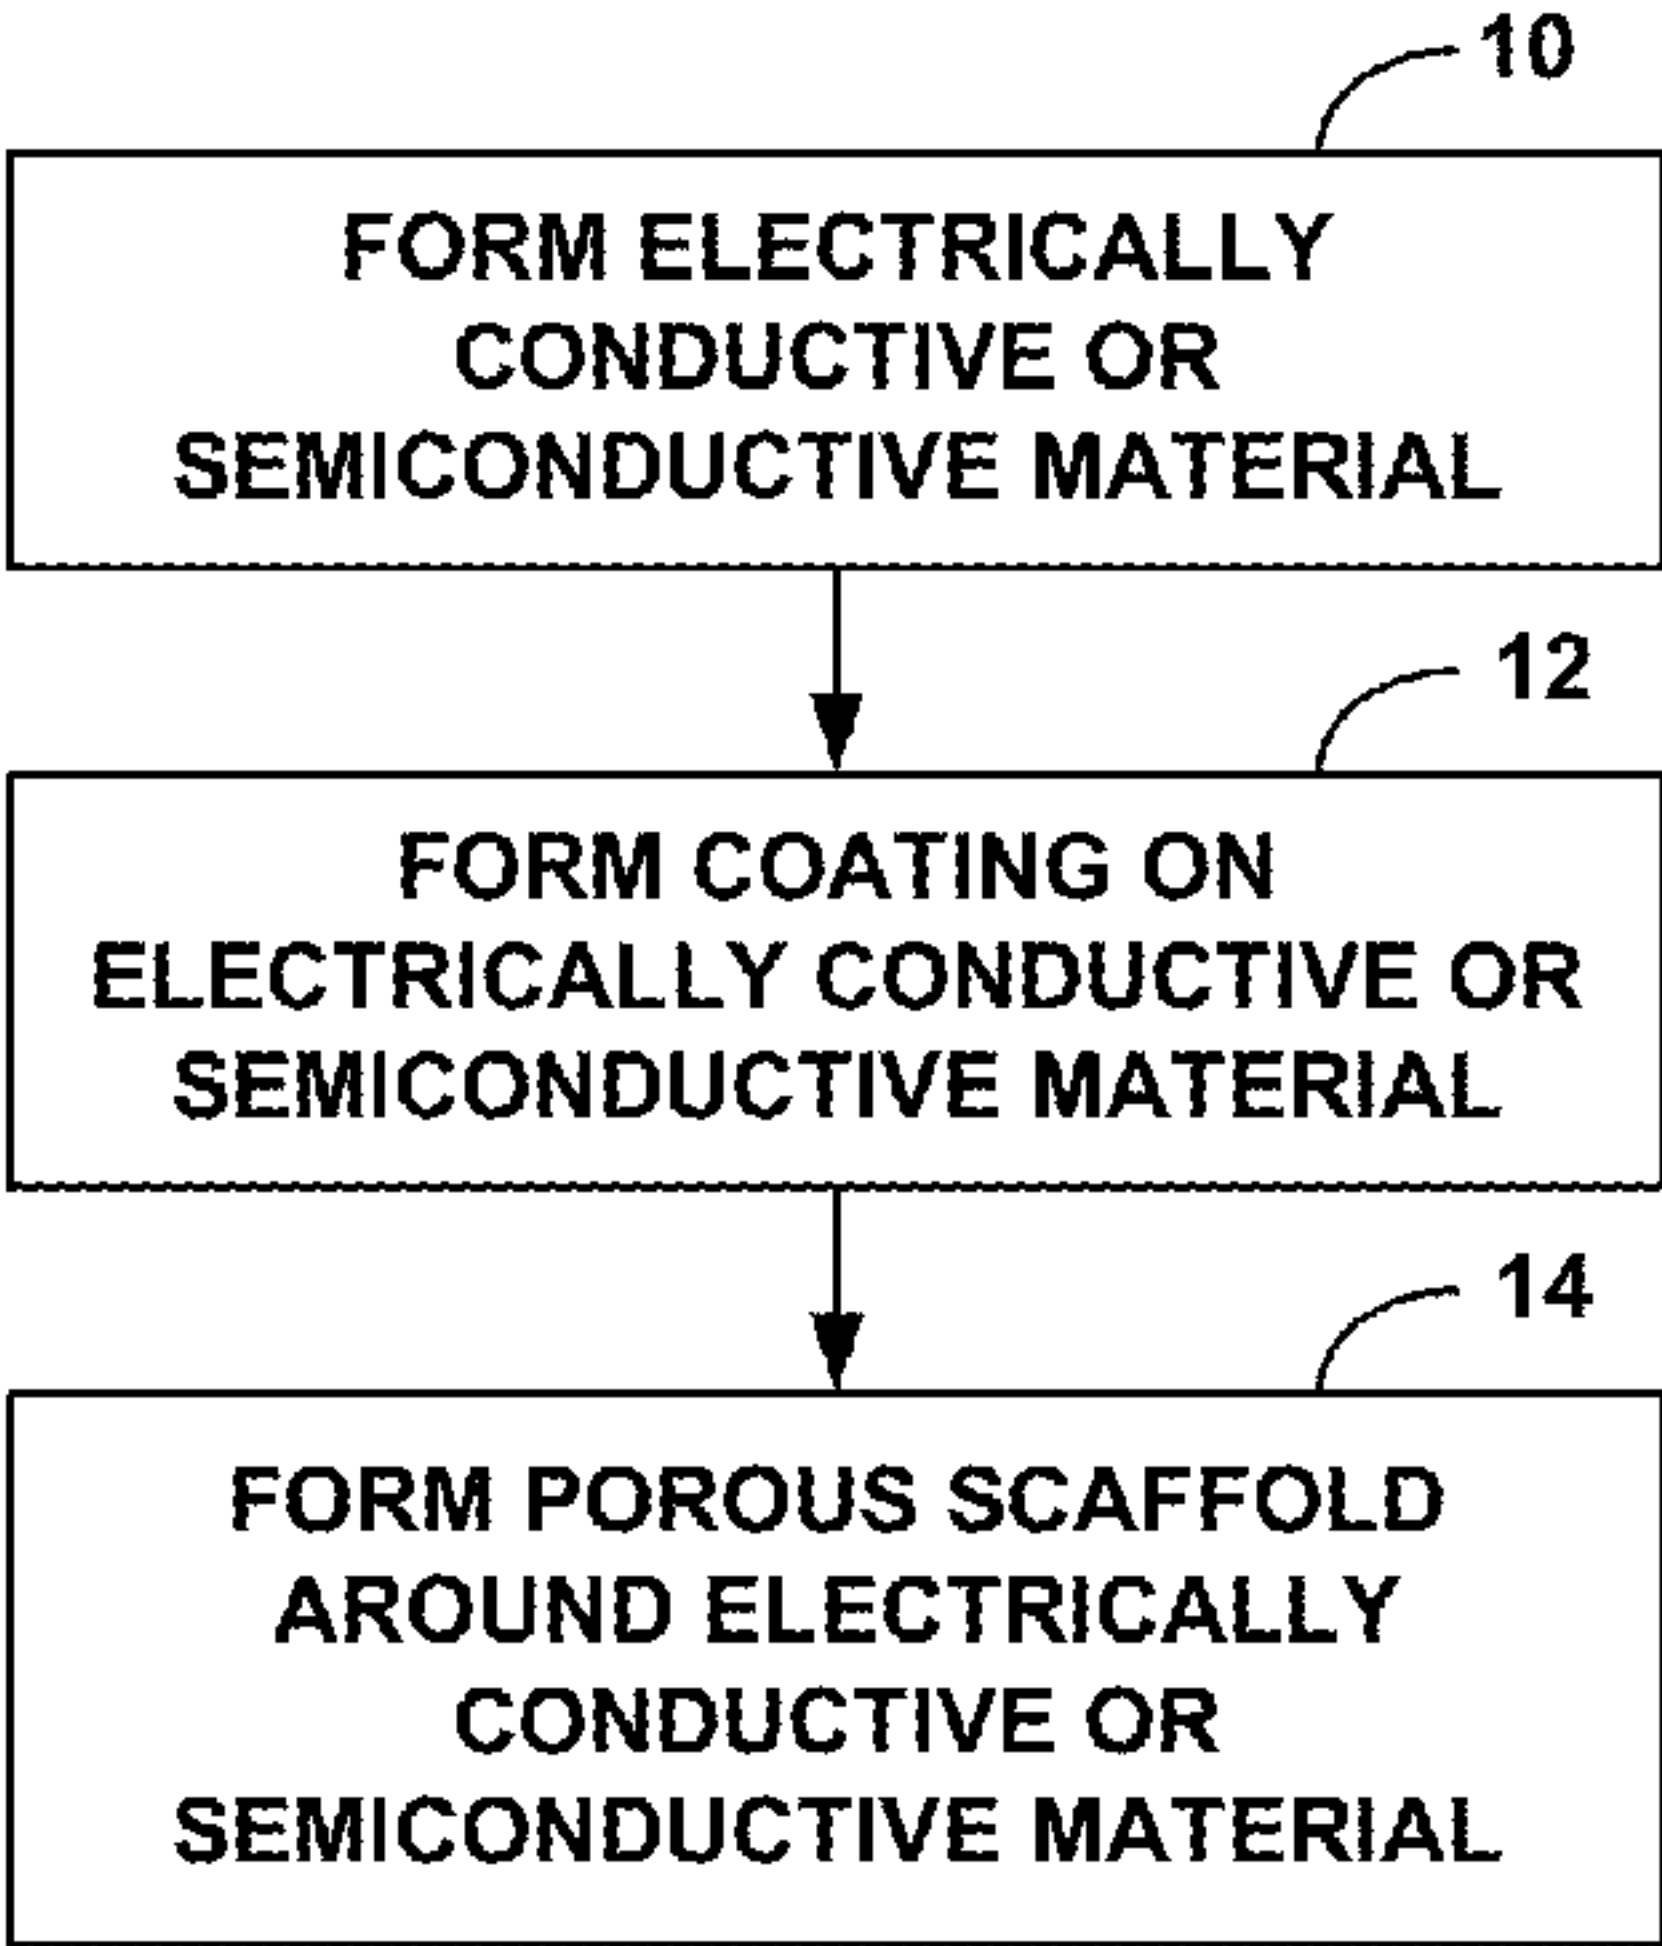 10
FORM ELECTRICALLY
CONDUCTIVE OR
SEMICONDUCTIVE MATERIAL
12
FORM COATING ON
ELECTRICALLY CONDUCTIVE OR
SEMICONDUCTIVE MATERIAL
14
FORM POROUS SCAFFOLD
AROUND ELECTRICALLY
CONDUCTIVE OR
SEMICONDUCTIVE MATERIAL